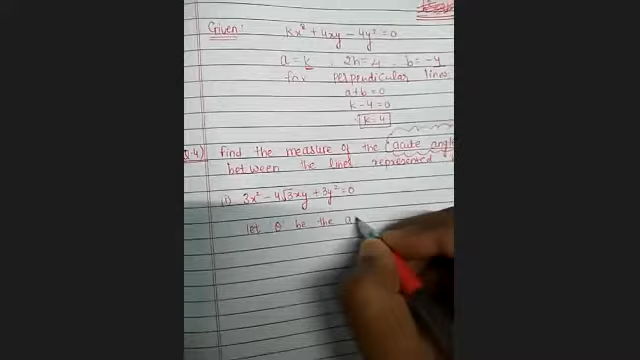 Given:
kx² + 4xy - 4y² = 0
a = k . 2h = 4 . b = -4
for perpendicular lines
a+b = 0
k - 4 = 0
k = 4
Q.4) find the measure of the acute angle
between the lines represented
(i) 3x² - 4√3xy + 3y² = 0
let θ be the a